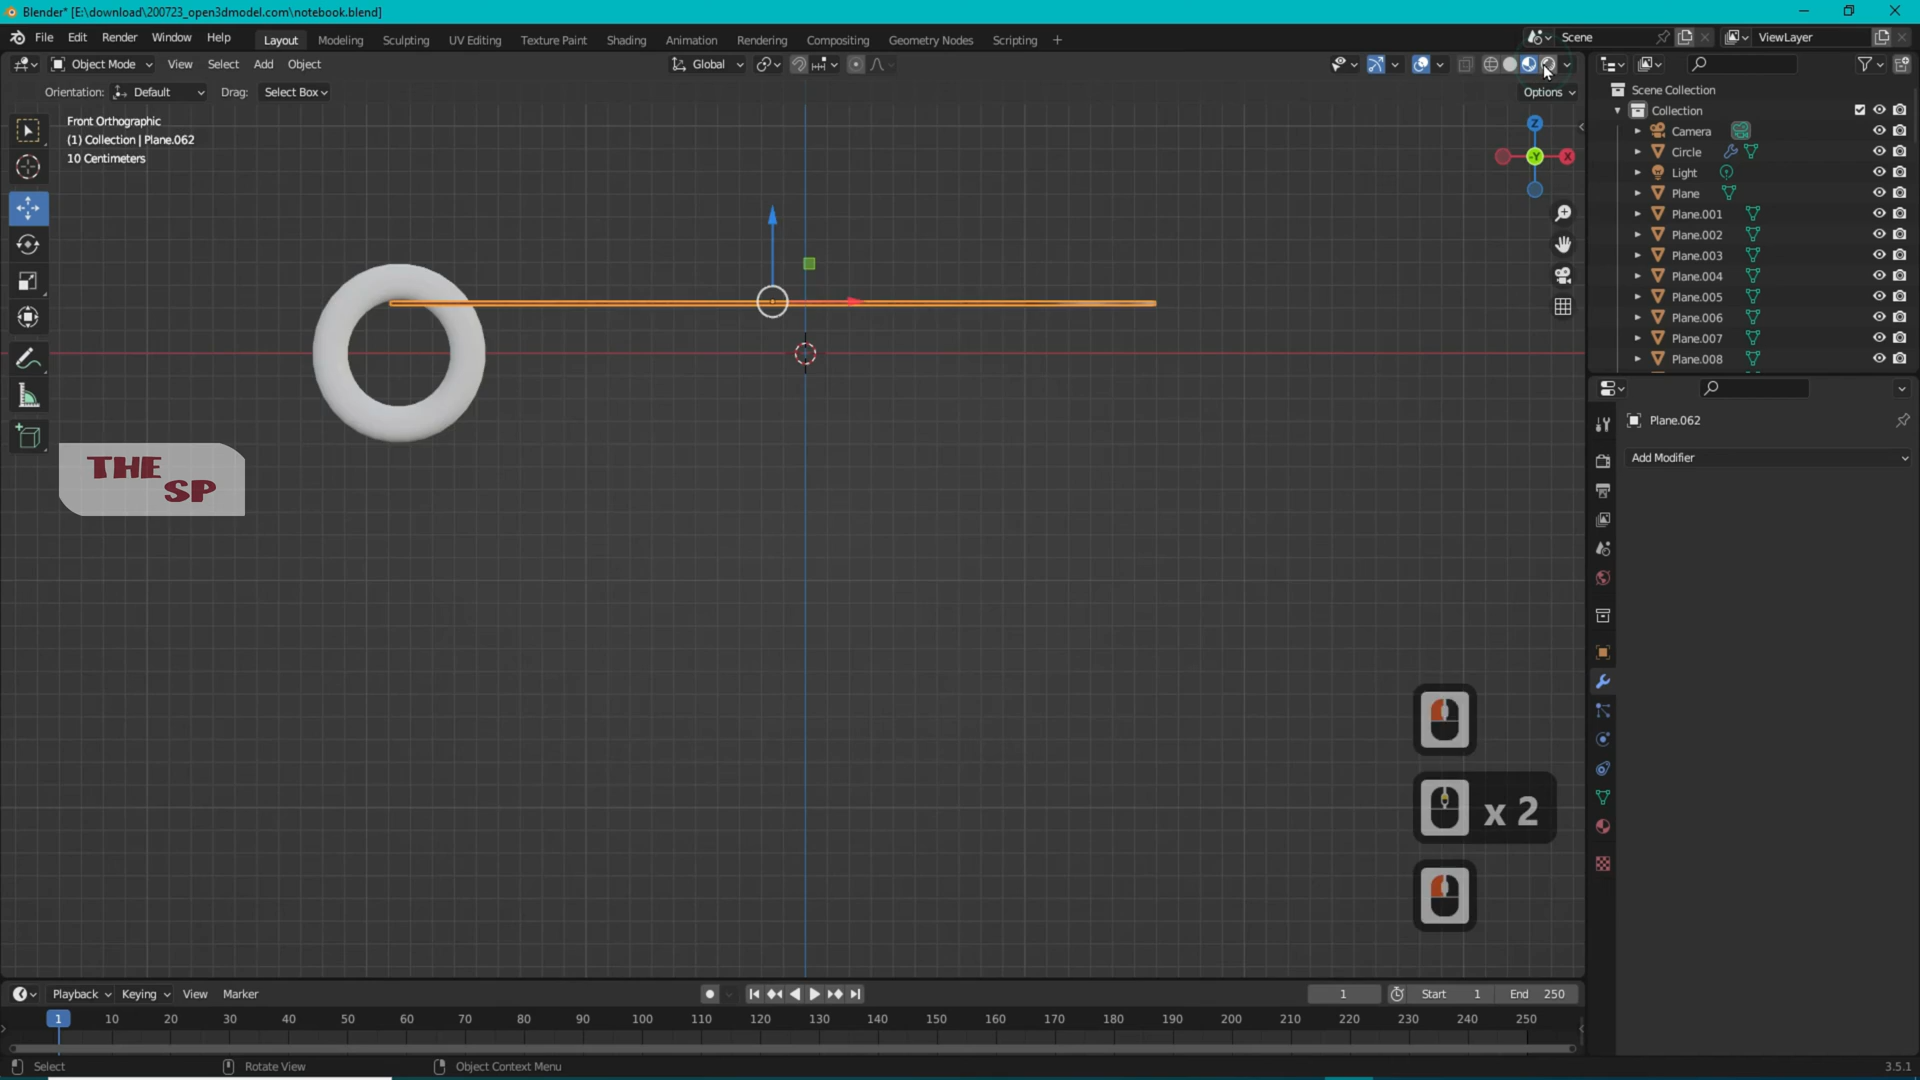 Blender* [E:\download\200723_open3dmodel.com\notebook.blend]
File Edit Render Window Help Layout Modeling Sculpting UV Editing Texture Paint Shading Animation Rendering Compositing Geometry Nodes Scripting + Scene ViewLayer
Object Mode View Select Add Object Global
Orientation: Default Drag: Select Box Options
Front Orthographic
(1) Collection | Plane.062
10 Centimeters
Z
-Y X
THE
SP
x 2
Scene Collection
Collection
Camera
Circle
Light
Plane
Plane.001
Plane.002
Plane.003
Plane.004
Plane.005
Plane.006
Plane.007
Plane.008
Plane.062
Add Modifier
Playback Keying View Marker 1 Start 1 End 250
1 10 20 30 40 50 60 70 80 90 100 110 120 130 140 150 160 170 180 190 200 210 220 230 240 250
Select Rotate View Object Context Menu 3.5.1